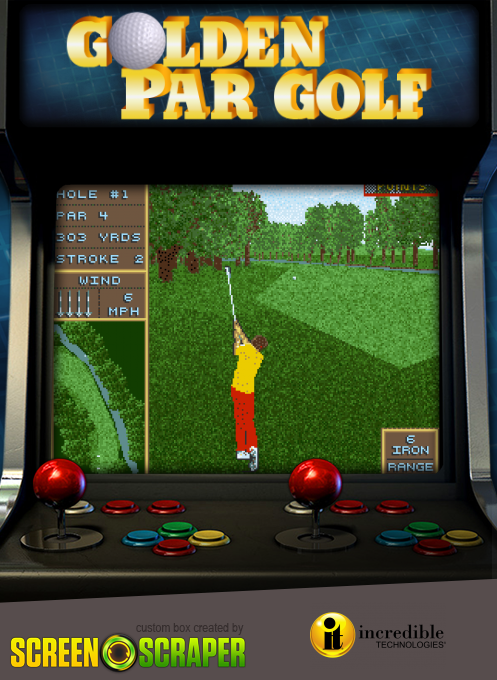 GOLDEN
PAR GOLF
POINTS
HOLE #1
PAR 4
303 YRDS
STROKE 2
WIND
6
MPH
6
IRON
RANGE
custom box created by
SCREEN SCRAPER
it incredible
TECHNOLOGIES